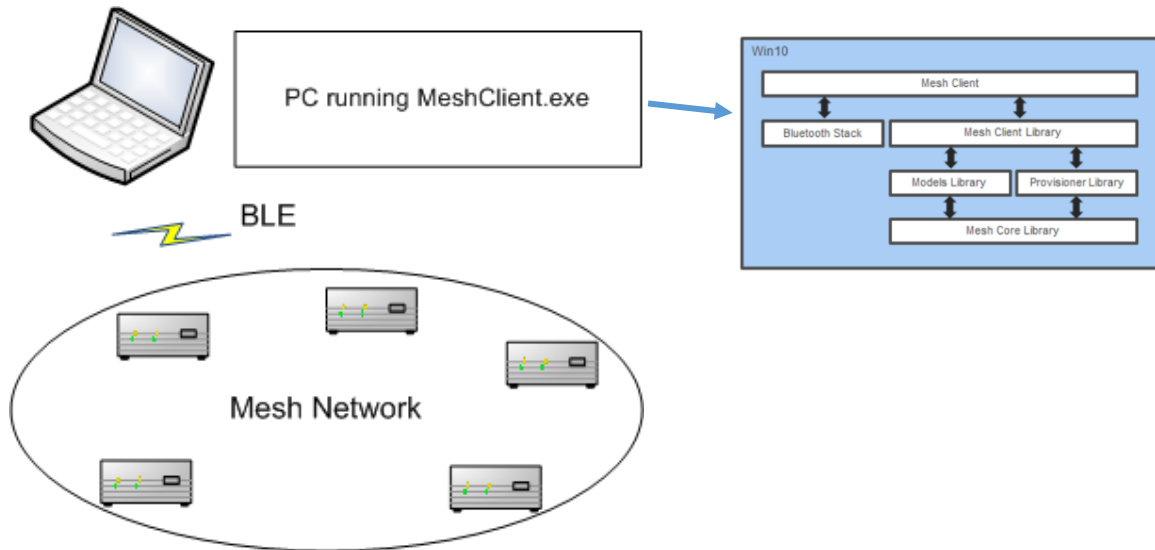 PC running MeshClient.exe
Win10
Mesh Client
Bluetooth Stack
Mesh Client Library
Models Library
Provisioner Library
Mesh Core Library
BLE
Mesh Network